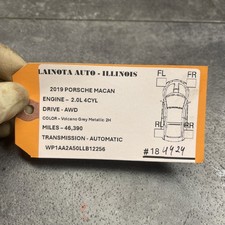 LAINOTA AUTO - ILLINOIS
FL FR
2019 PORSCHE MACAN
ENGINE - 2.0L 4CYL
DRIVE - AWD
COLOR - Volcano Grey Metallic 2H
MILES - 46,390
TRANSMISSION - AUTOMATIC
WP1AA2A50LLB12256
RL RR
#18 4424